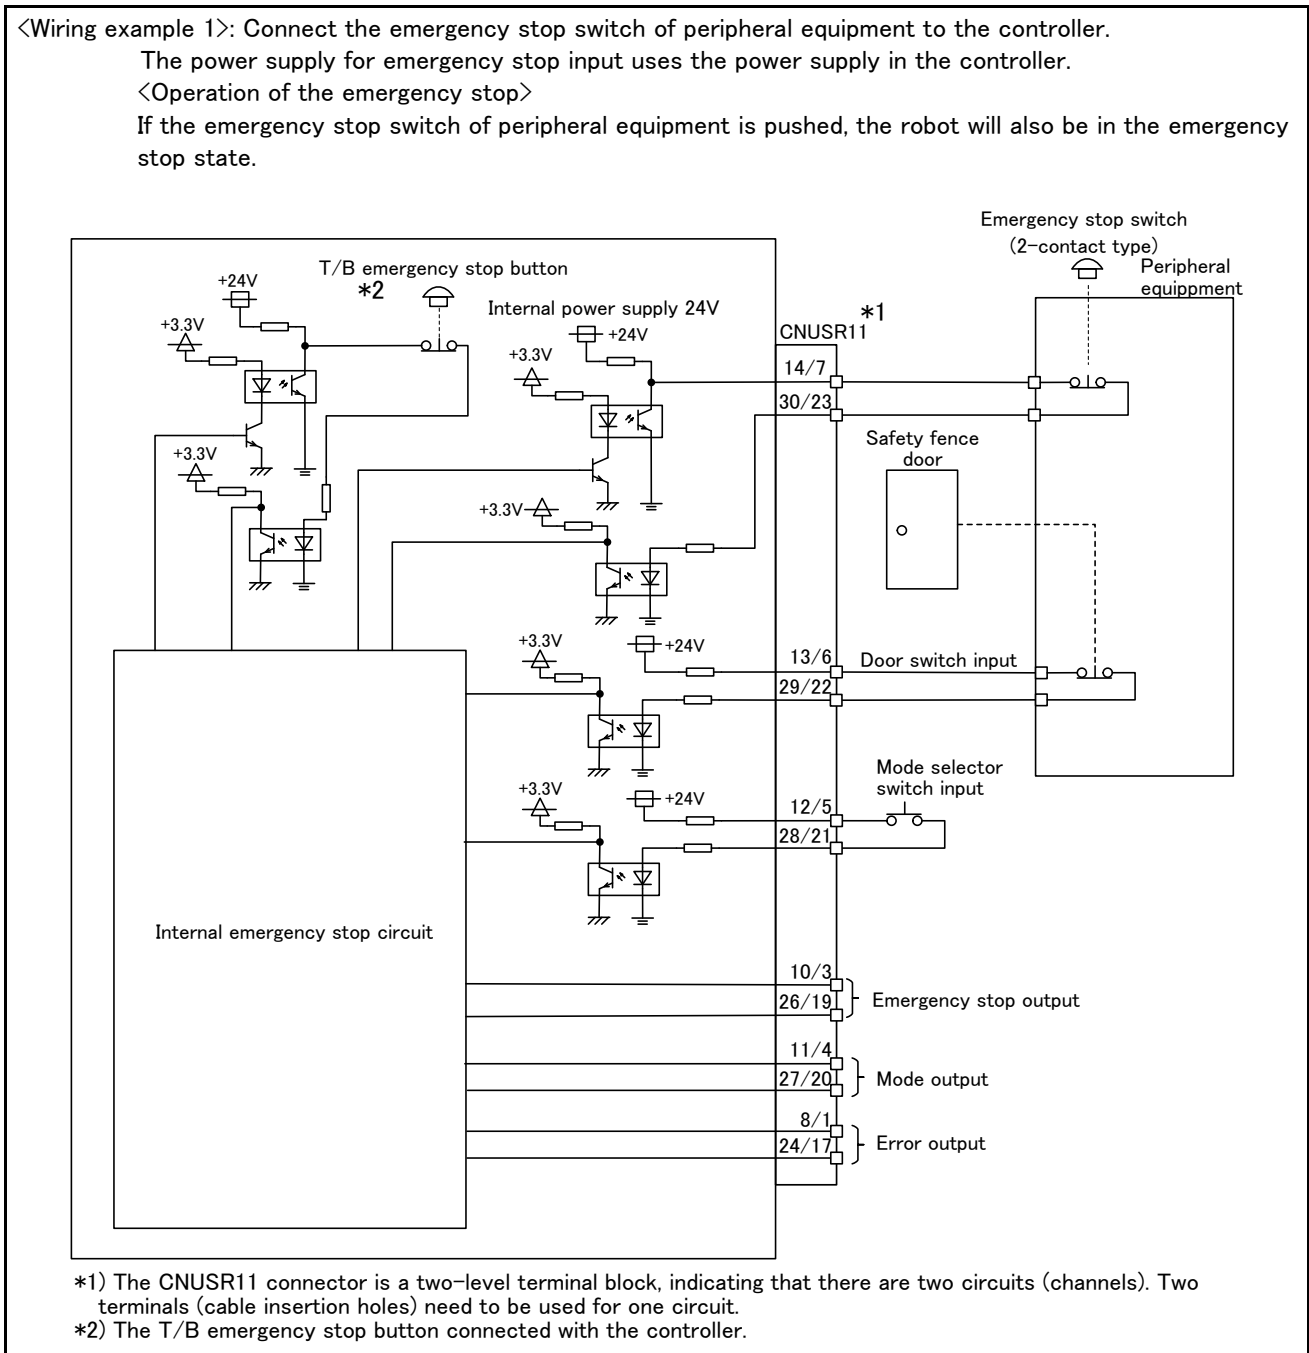 <Wiring example 1>: Connect the emergency stop switch of peripheral equipment to the controller.
The power supply for emergency stop input uses the power supply in the controller.
<Operation of the emergency stop>
If the emergency stop switch of peripheral equipment is pushed, the robot will also be in the emergency
stop state.
Emergency stop switch
(2-contact type)
Peripheral
equippment
T/B emergency stop button
*2
+24V
+3.3V
Internal power supply 24V
+24V
+3.3V
*1
CNUSR11
14/7
30/23
Safety fence
door
+3.3V
+3.3V
+3.3V
+24V
13/6
Door switch input
29/22
Mode selector
switch input
+3.3V
+24V
12/5
28/21
Internal emergency stop circuit
10/3
26/19
Emergency stop output
11/4
27/20
Mode output
8/1
24/17
Error output
*1) The CNUSR11 connector is a two-level terminal block, indicating that there are two circuits (channels). Two
terminals (cable insertion holes) need to be used for one circuit.
*2) The T/B emergency stop button connected with the controller.